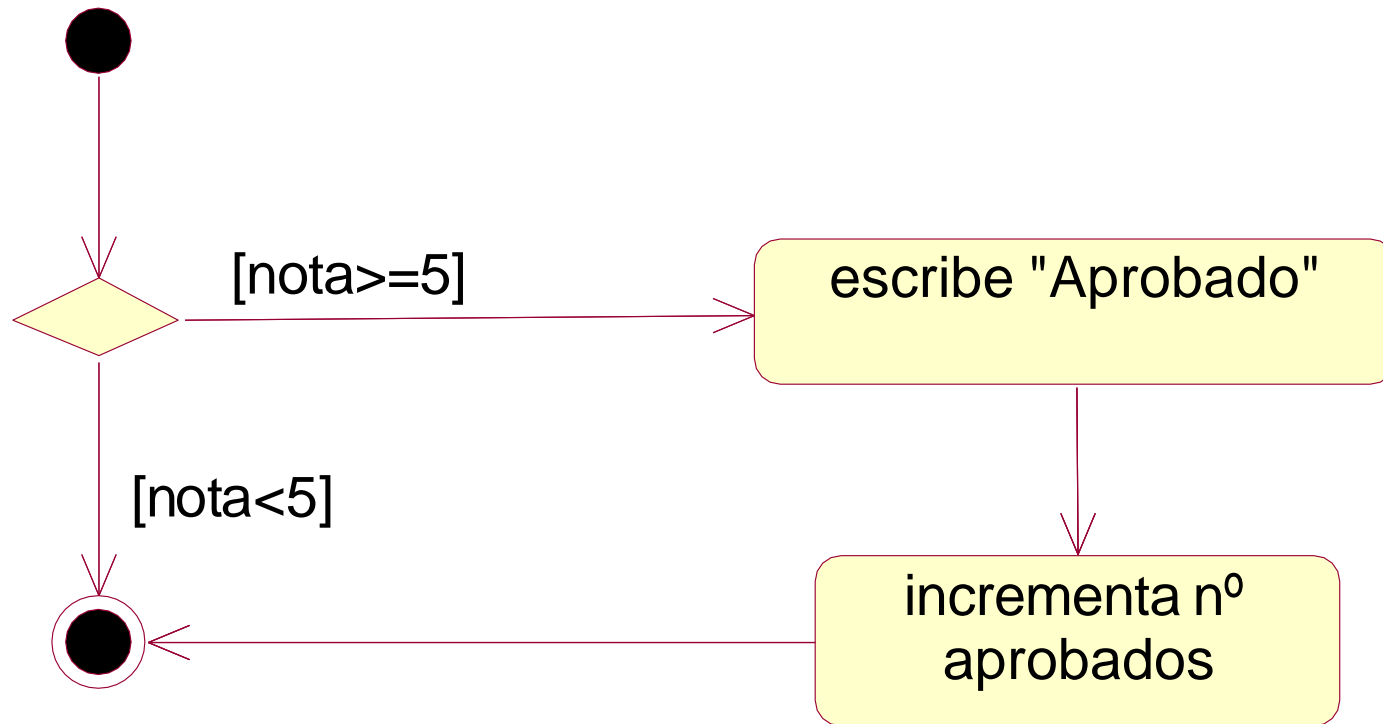 [nota>=5]
escribe "Aprobado"
[nota<5]
incrementa nº
aprobados